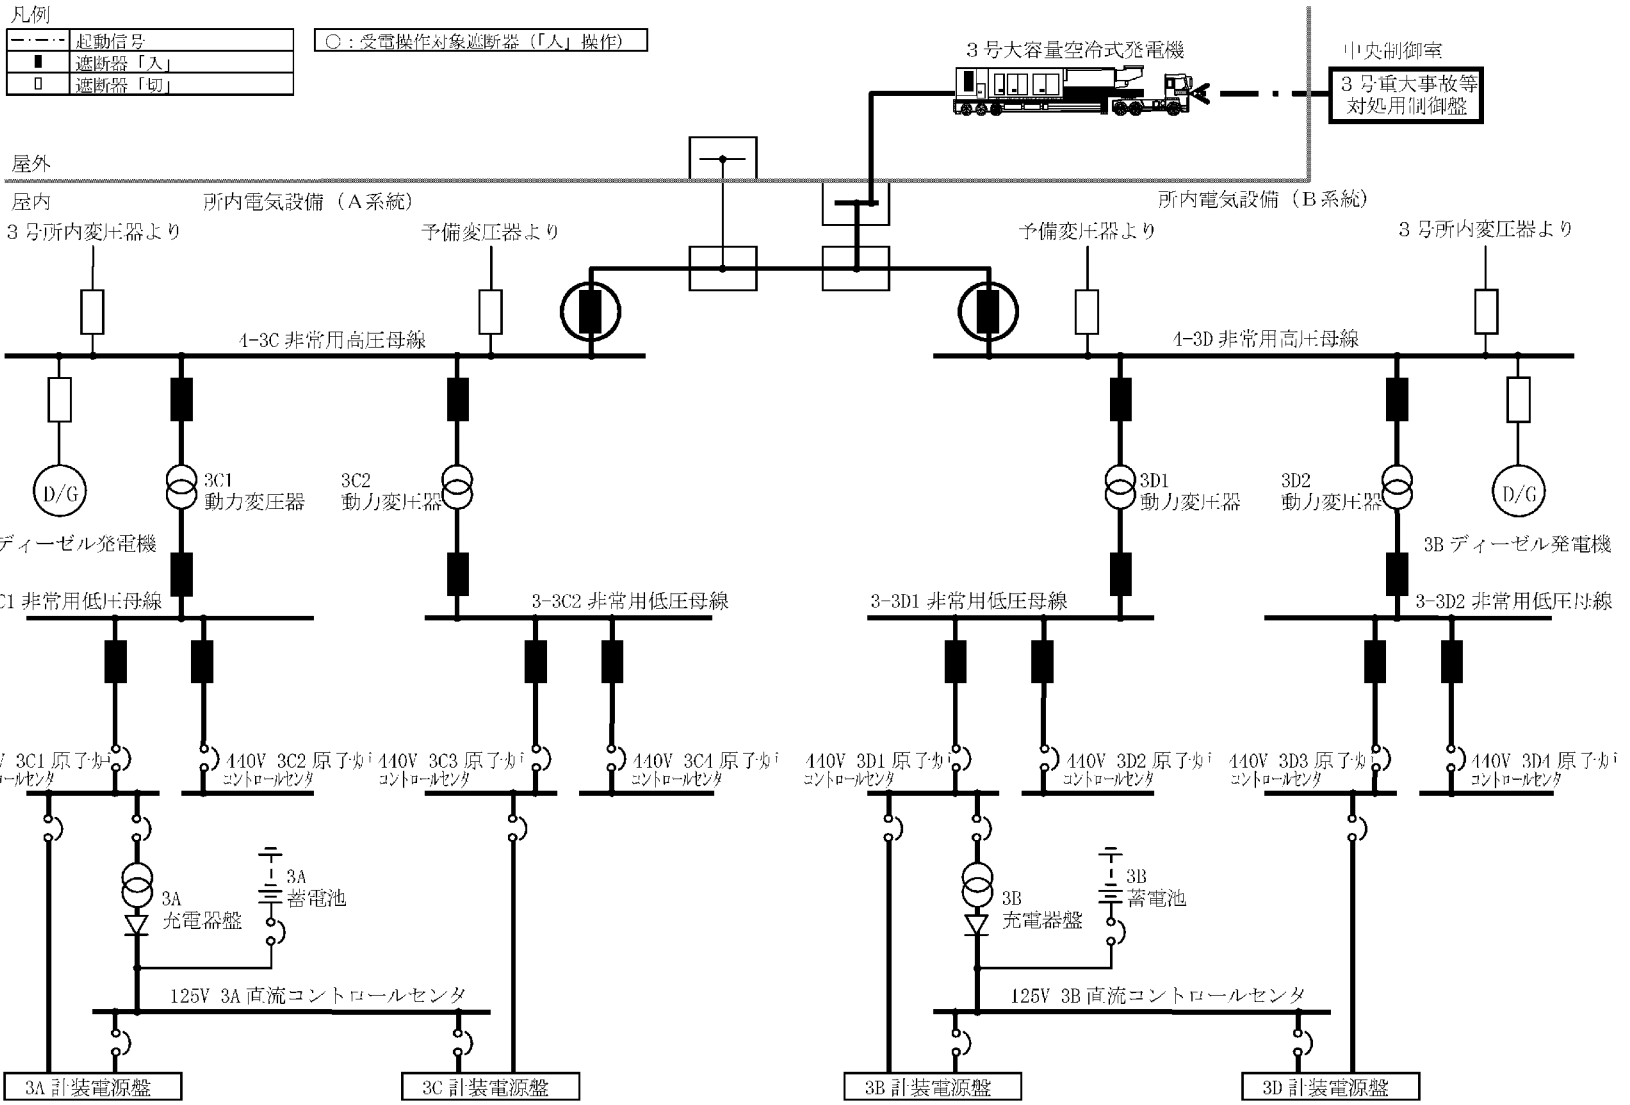 凡例
起動信号
遮断器「入」
遮断器「切」
○：受電操作対象遮断器（「入」操作）
3号大容量空冷式発電機
中央制御室
3号重大事故等
対処用制御盤
屋外
屋内
所内電気設備（A系統）
所内電気設備（B系統）
3号所内変圧器より
予備変圧器より
予備変圧器より
3号所内変圧器より
4-3C 非常用高圧母線
4-3D 非常用高圧母線
D/G
3C1
動力変圧器
3C2
動力変圧器
3D1
動力変圧器
3D2
動力変圧器
D/G
ディーゼル発電機
3B ディーゼル発電機
C1 非常用低圧母線
3-3C2 非常用低圧母線
3-3D1 非常用低圧母線
3-3D2 非常用低圧母線
V 3C1 原子炉
ロールセンタ
440V 3C2 原子炉
コントロールセンタ
440V 3C3 原子炉
コントロールセンタ
440V 3C4 原子炉
コントロールセンタ
440V 3D1 原子炉
コントロールセンタ
440V 3D2 原子炉
コントロールセンタ
440V 3D3 原子炉
コントロールセンタ
440V 3D4 原子炉
コントロールセンタ
3A
充電器盤
3A
蓄電池
3B
充電器盤
3B
蓄電池
125V 3A 直流コントロールセンタ
125V 3B 直流コントロールセンタ
3A 計装電源盤
3C 計装電源盤
3B 計装電源盤
3D 計装電源盤